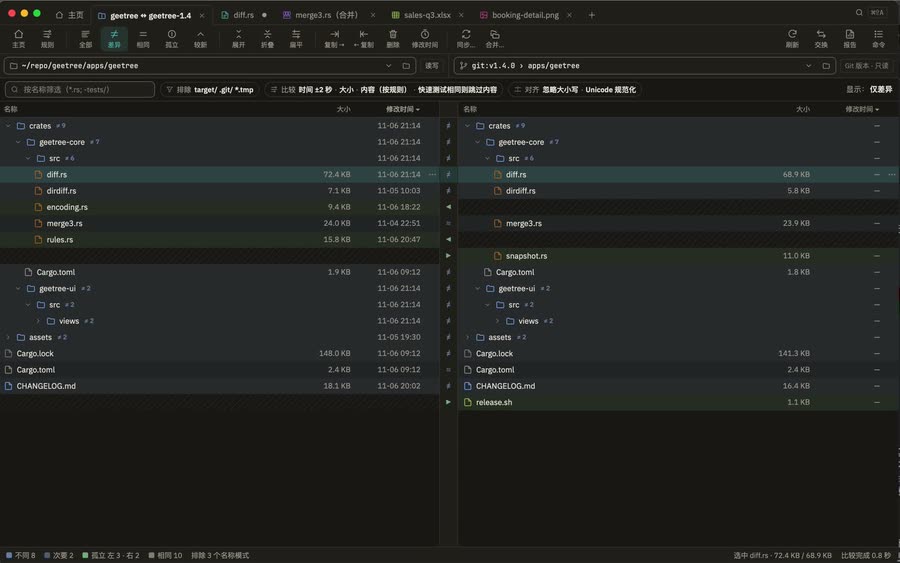 主页 geetree ⇔ geetree-1.4 × diff.rs merge3.rs（合并） × sales-q3.xlsx × booking-detail.png × +
主页 规则 全部 差异 相同 孤立 较新 展开 折叠 扁平 复制→ ←复制 删除 修改时间 同步… 合并… 刷新 交换 报告 命令
~/repo/geetree/apps/geetree 读写 git:v1.4.0 › apps/geetree Git 版本 · 只读
按名称筛选（*.rs; -tests/） 排除 target/ .git/ *.tmp 比较 时间 ±2 秒 · 大小 · 内容（按规则） · 快速测试相同则跳过内容 对齐 忽略大小写 · Unicode 规范化 显示: 仅差异
名称 大小 修改时间 名称 大小 修改时间
crates ≠ 9 11-06 21:14 ≠ crates ≠ 9 —
geetree-core ≠ 7 11-06 21:14 ≠ geetree-core ≠ 7 —
src ≠ 6 11-06 21:14 ≠ src ≠ 6 —
diff.rs 72.4 KB 11-06 21:14 ··· ≠ diff.rs 68.9 KB — ···
dirdiff.rs 7.1 KB 11-05 10:03 ≠ dirdiff.rs 5.8 KB —
encoding.rs 9.4 KB 11-06 18:22
merge3.rs 24.0 KB 11-04 22:51 ≈ merge3.rs 23.9 KB —
rules.rs 15.8 KB 11-06 20:47
snapshot.rs 11.0 KB —
Cargo.toml 1.9 KB 11-06 09:12 ≠ Cargo.toml 1.8 KB —
geetree-ui ≠ 2 11-06 21:14 ≠ geetree-ui ≠ 2 —
src ≠ 2 11-06 21:14 ≠ src ≠ 2 —
views ≠ 2 11-06 21:14 ≠ views ≠ 2 —
assets ≠ 2 11-05 19:30 ≠ assets ≠ 2 —
Cargo.lock 148.0 KB 11-06 09:12 ≠ Cargo.lock 141.3 KB —
Cargo.toml 2.4 KB 11-06 09:12 ≈ Cargo.toml 2.4 KB —
CHANGELOG.md 18.1 KB 11-06 20:02 ≠ CHANGELOG.md 16.4 KB —
release.sh 1.1 KB —
不同 8 次要 2 孤立 左 3 · 右 2 相同 10 排除 3 个名称模式 选中 diff.rs · 72.4 KB / 68.9 KB 比较完成 0.8 秒